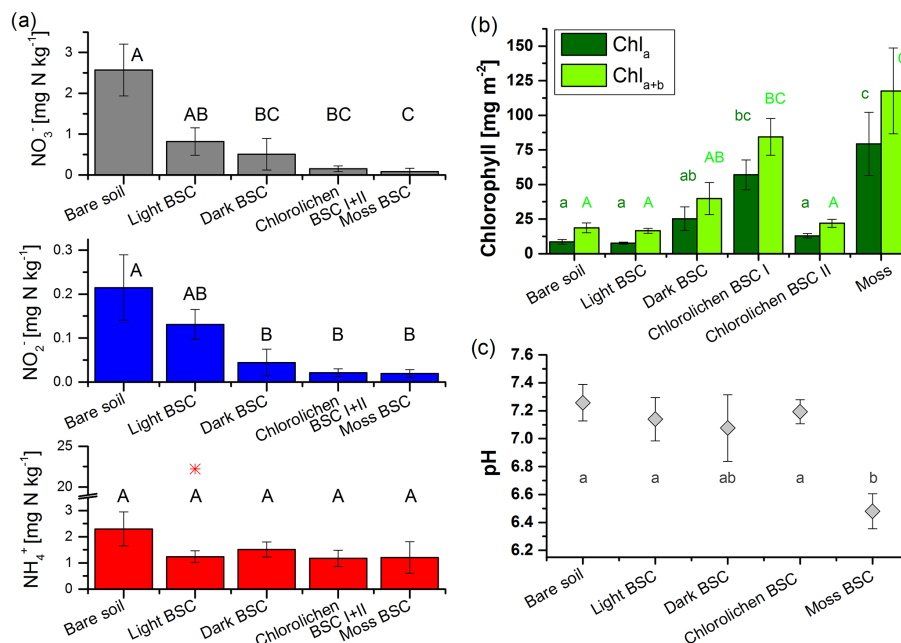 (a)
NO₃⁻ [mg N kg⁻¹]
3
2
1
0
A
AB
BC
BC
C
Bare soil
Light BSC
Dark BSC
Chlorolichen
BSC I+II
Moss BSC
NO₂⁻ [mg N kg⁻¹]
0.3
0.2
0.1
0.0
A
AB
B
B
B
Bare soil
Light BSC
Dark BSC
Chlorolichen
BSC I+II
Moss BSC
NH₄⁺ [mg N kg⁻¹]
25
22
20
3
2
1
0
A
A
A
A
A
Bare soil
Light BSC
Dark BSC
Chlorolichen
BSC I+II
Moss BSC
(b)
Chlorophyll [mg m⁻²]
150
125
100
75
50
25
0
Chlₐ
Chlₐ₊b
a
A
a
A
ab
AB
bc
BC
a
A
c
Bare soil
Light BSC
Dark BSC
Chlorolichen BSC I
Chlorolichen BSC II
Moss
(c)
pH
7.6
7.4
7.2
7.0
6.8
6.6
6.4
6.2
a
a
ab
a
b
Bare soil
Light BSC
Dark BSC
Chlorolichen BSC
Moss BSC